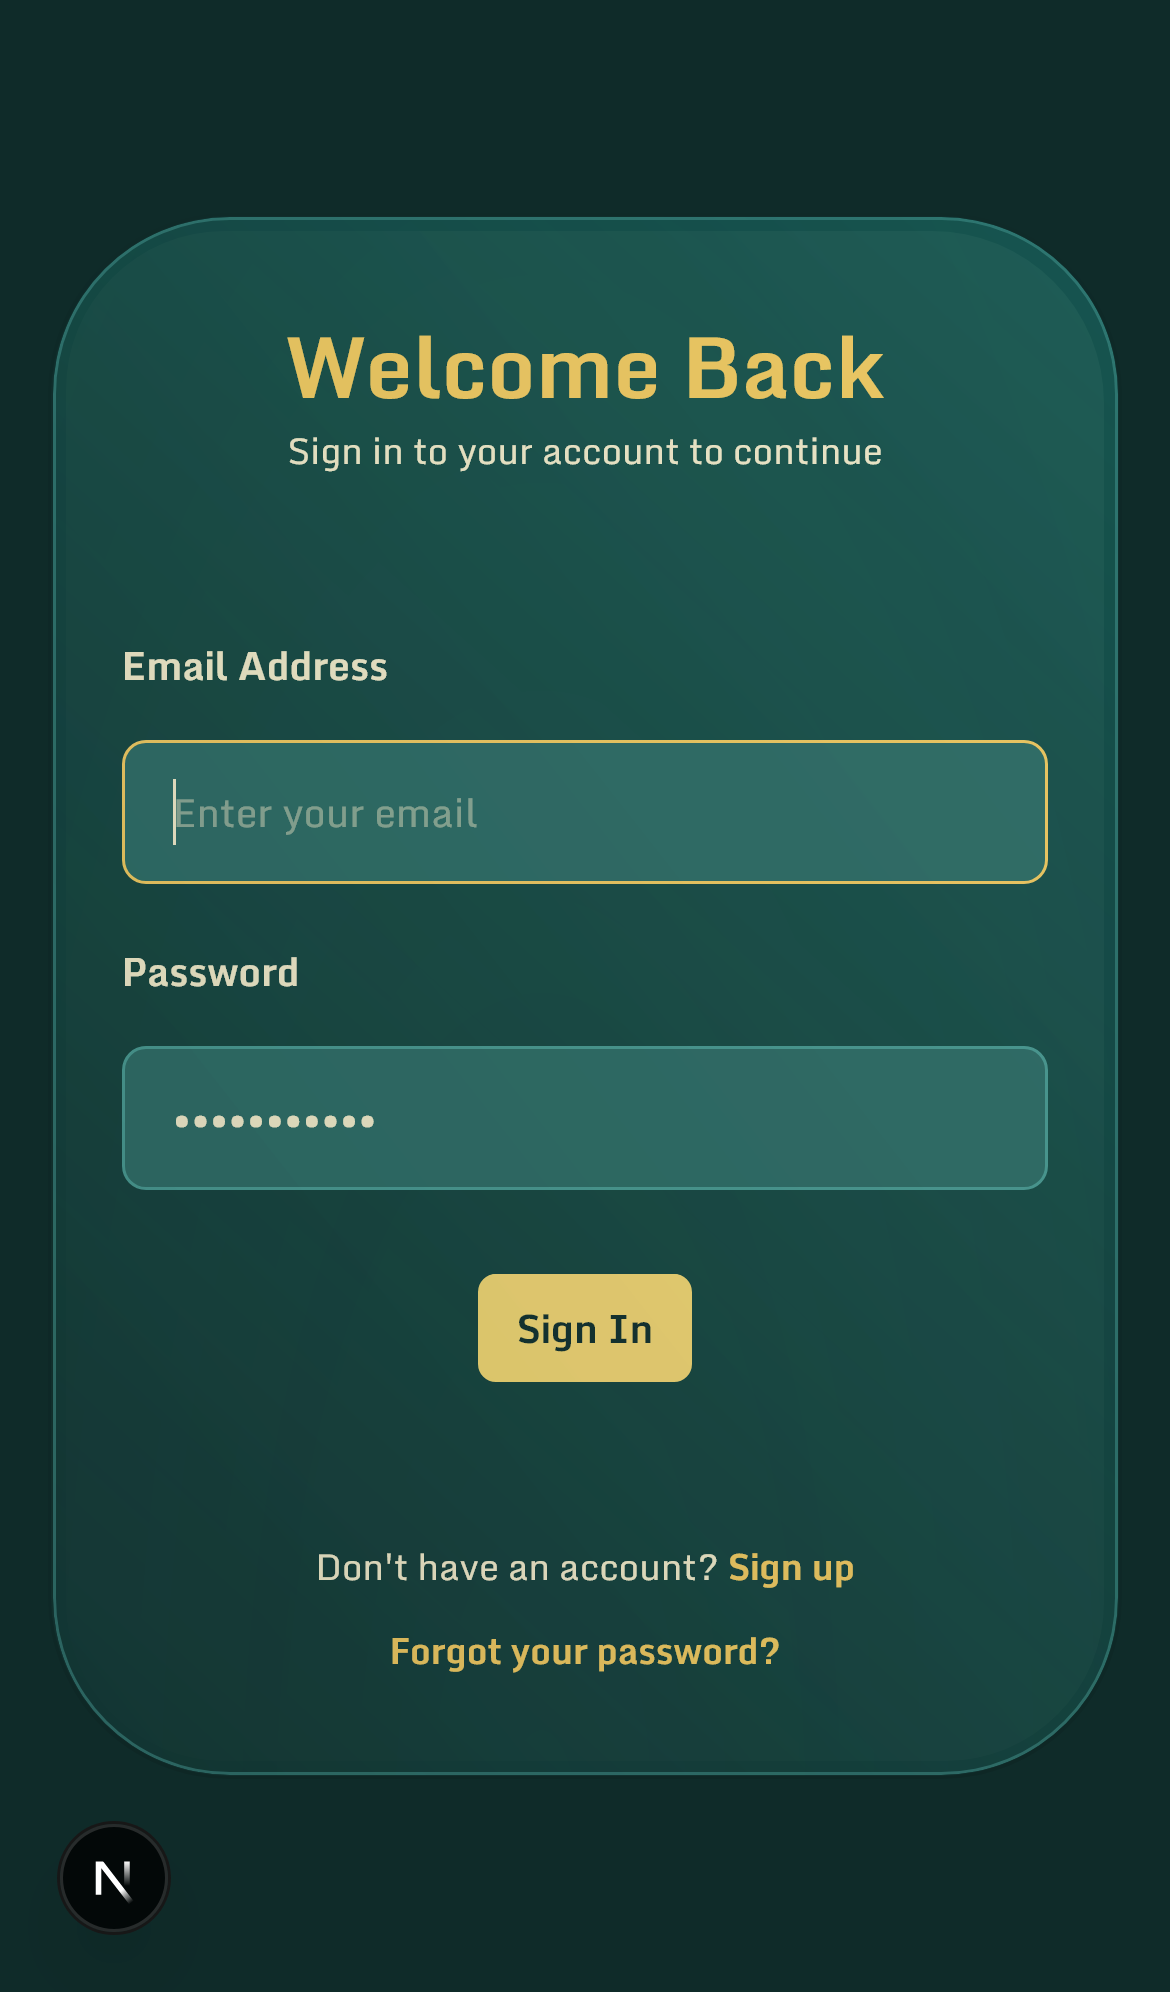 Welcome Back
Sign in to your account to continue
Email Address
Enter your email
Password
•••••••••••
Sign In
Don't have an account? Sign up
Forgot your password?
N